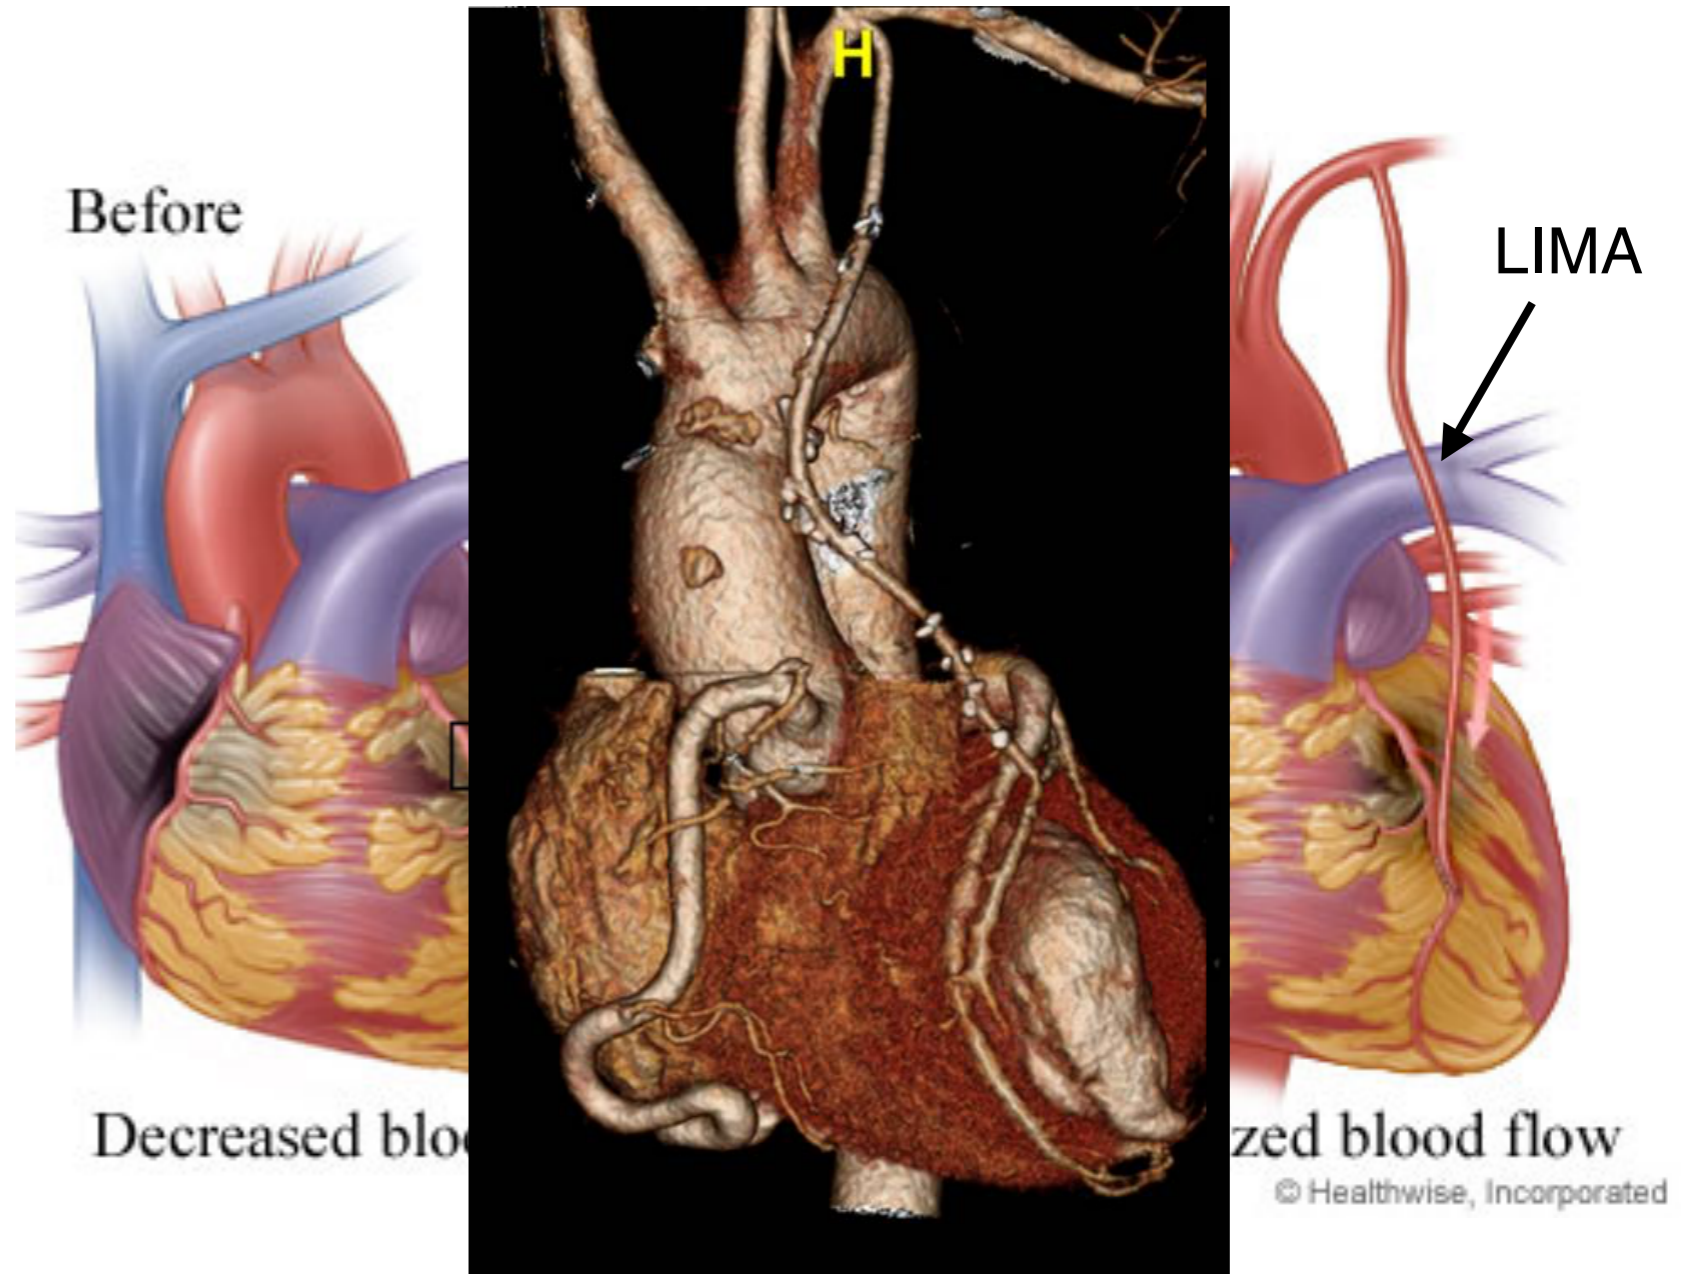 H
Before
LIMA
Decreased blo
zed blood flow
© Healthwise, Incorporated